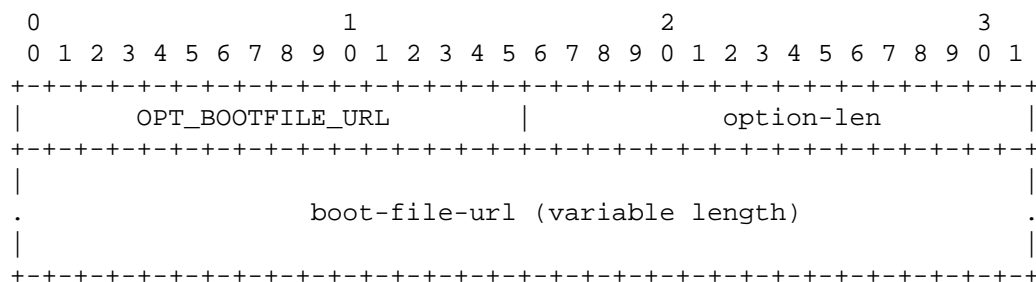 0                   1                   2                   3
 0 1 2 3 4 5 6 7 8 9 0 1 2 3 4 5 6 7 8 9 0 1 2 3 4 5 6 7 8 9 0 1
+-+-+-+-+-+-+-+-+-+-+-+-+-+-+-+-+-+-+-+-+-+-+-+-+-+-+-+-+-+-+-+-+
|       OPT_BOOTFILE_URL        |            option-len         |
+-+-+-+-+-+-+-+-+-+-+-+-+-+-+-+-+-+-+-+-+-+-+-+-+-+-+-+-+-+-+-+-+
|                                                               |
.                  boot-file-url (variable length)              .
|                                                               |
+-+-+-+-+-+-+-+-+-+-+-+-+-+-+-+-+-+-+-+-+-+-+-+-+-+-+-+-+-+-+-+-+